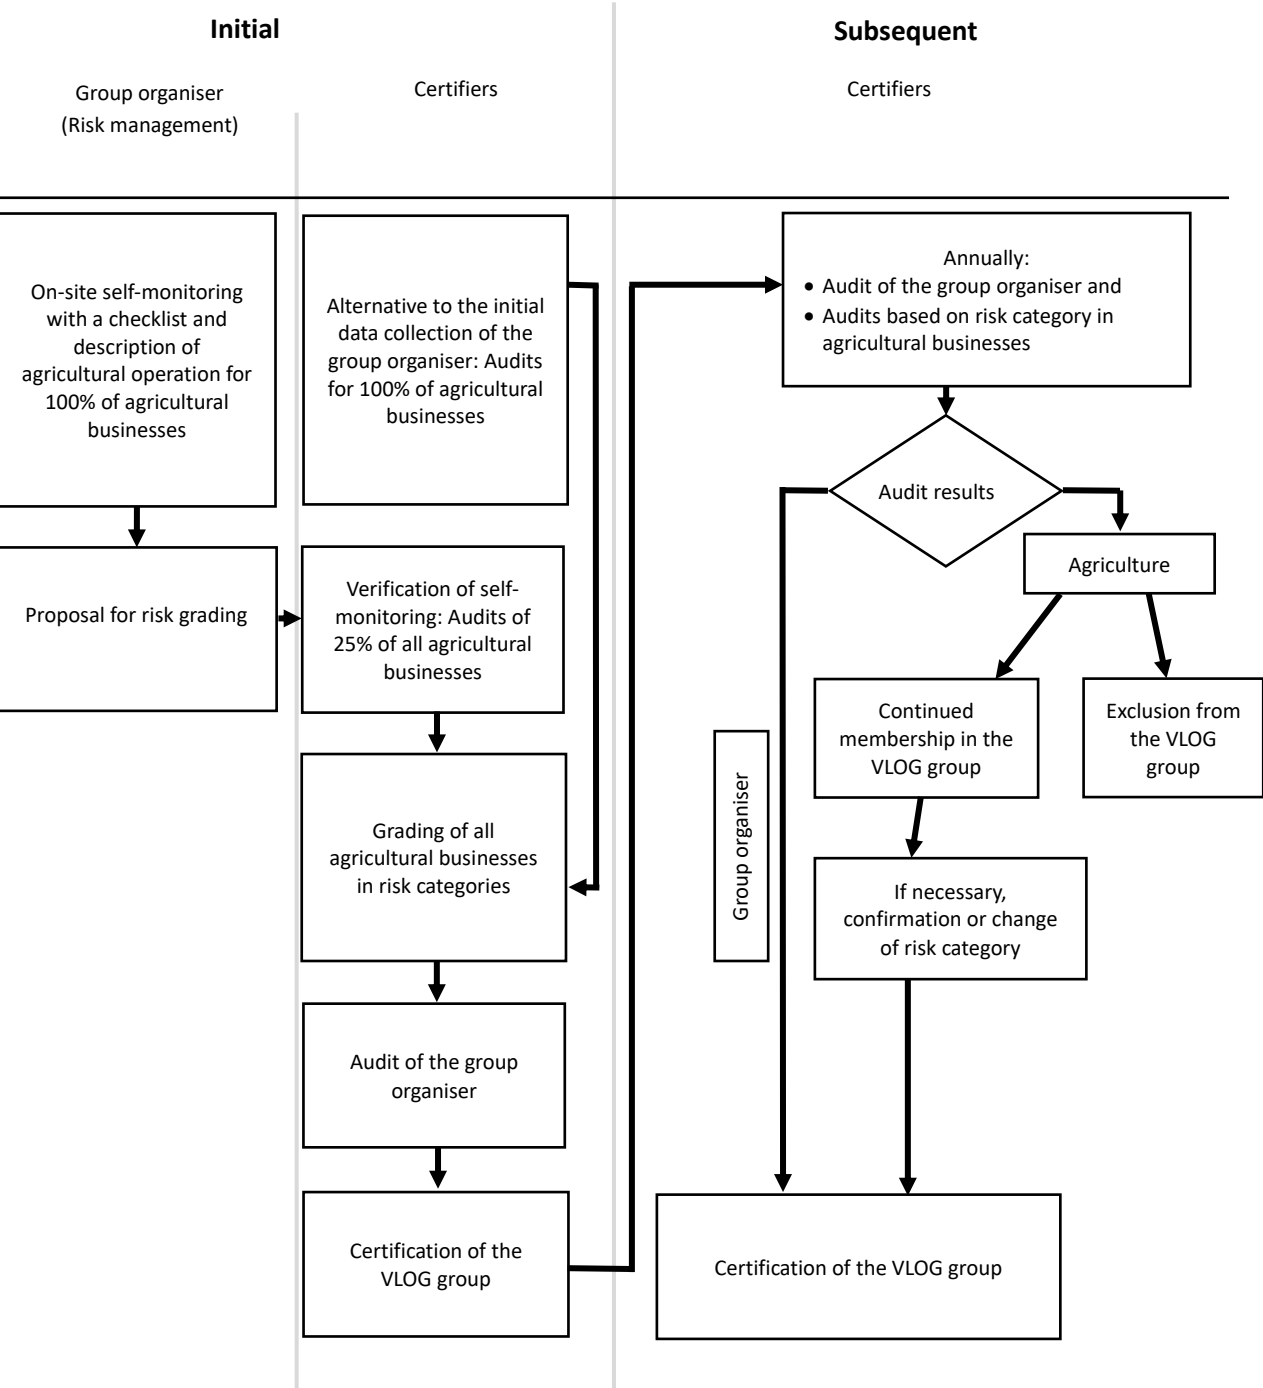 Initial
Subsequent
Group organiser
(Risk management)
Certifiers
Certifiers
On-site self-monitoring
with a checklist and
description of
agricultural operation for
100% of agricultural
businesses
Proposal for risk grading
Alternative to the initial
data collection of the
group organiser: Audits
for 100% of agricultural
businesses
Verification of self-
monitoring: Audits of
25% of all agricultural
businesses
Grading of all
agricultural businesses
in risk categories
Audit of the group
organiser
Certification of the
VLOG group
Annually:
• Audit of the group organiser and
• Audits based on risk category in
agricultural businesses
Audit results
Agriculture
Continued
membership in the
VLOG group
Exclusion from
the VLOG
group
Group organiser
If necessary,
confirmation or change
of risk category
Certification of the VLOG group